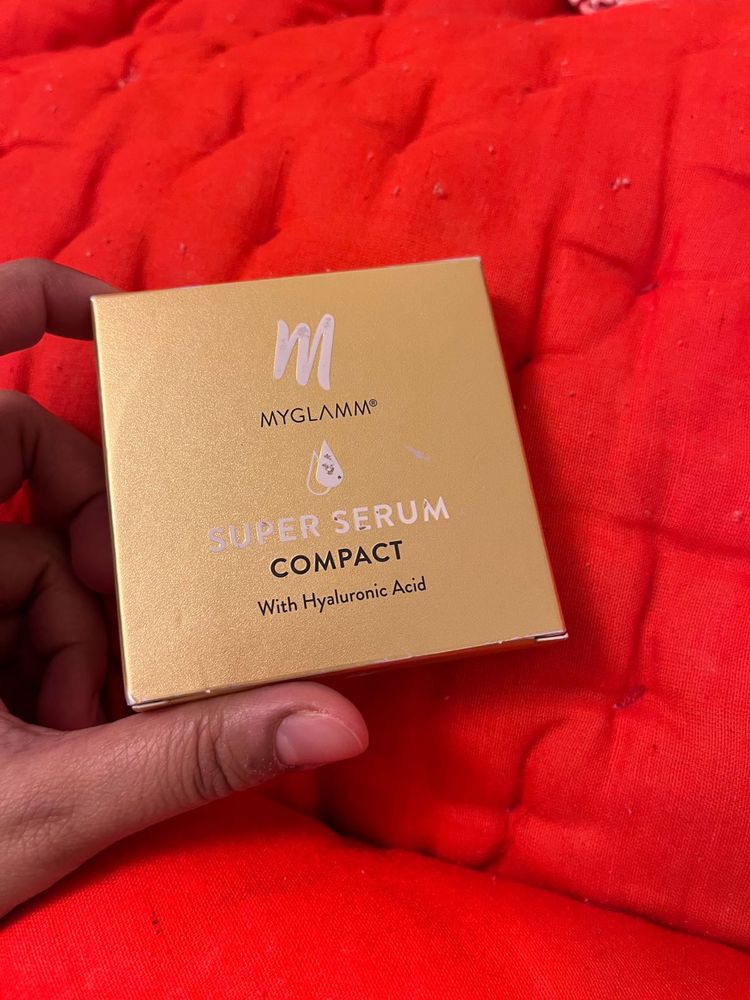 M
MYGLAMM®
SUPER SERUM
COMPACT
With Hyaluronic Acid